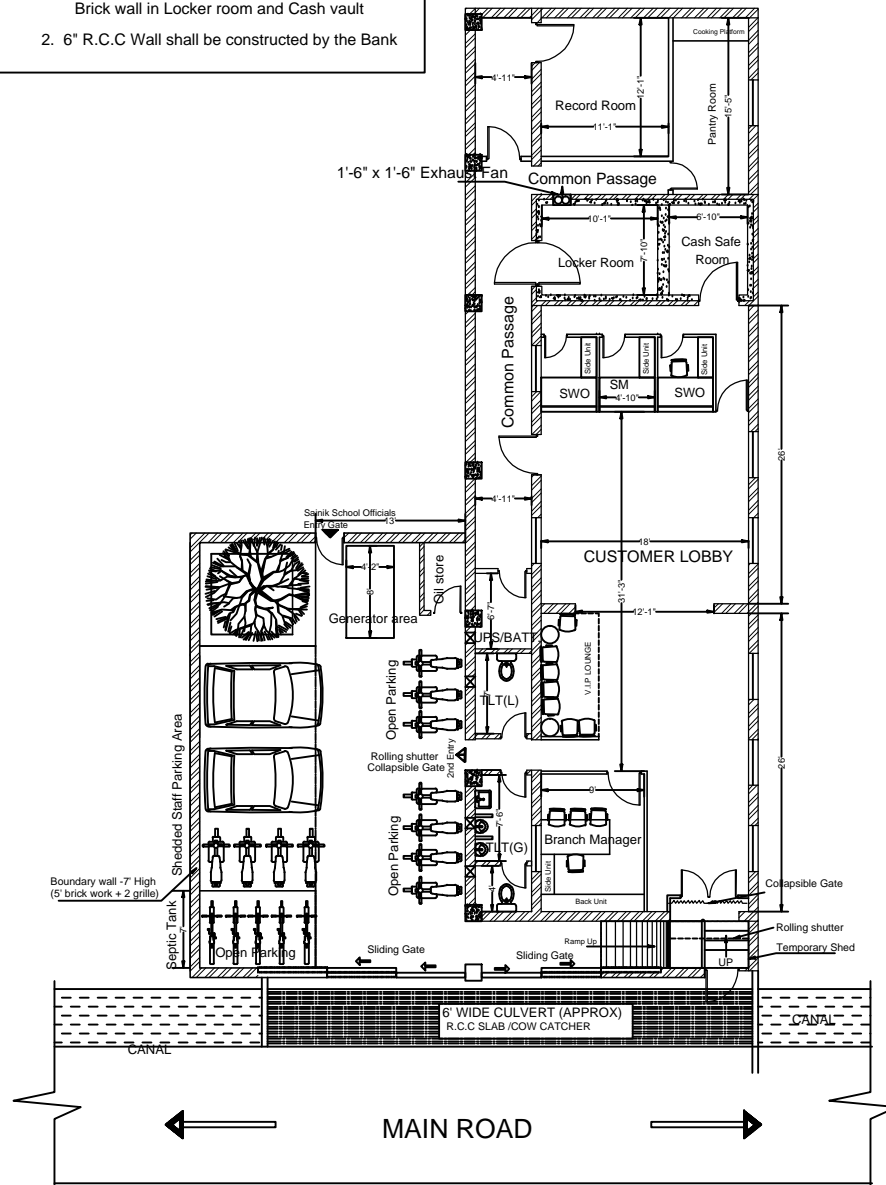 Brick wall in Locker room and Cash vault
2. 6" R.C.C Wall shall be constructed by the Bank
Cooking Platform
4'-11"
12'-1"
Record Room
11'-1"
Pantry Room
15'-5"
1'-6" x 1'-6" Exhaust Fan
Common Passage
10'-1"
6'-10"
7'-10"
Locker Room
Cash Safe
Room
Common Passage
Side Unit
Side Unit
Side Unit
SWO
SM
4'-10"
SWO
26'
4'-11"
Sainik School Officials
Entry Gate
13'
18'
CUSTOMER LOBBY
31'-3"
4'-2"
8'
Oil store
Generator area
6'-7"
UPS/BATT
12'-1"
V.I.P LOUNGE
Open Parking
7'
TLT(L)
Rolling shutter
Collapsible Gate
2nd Entry
Shedded Staff Parking Area
26'
9'
7'-6"
TLT(G)
Branch Manager
Open Parking
Side Unit
4'
Back Unit
Boundary wall -7' High
(5' brick work + 2 grille)
Collapsible Gate
Septic Tank
7'
Open Parking
Sliding Gate
Sliding Gate
Ramp Up
UP
Rolling shutter
Temporary Shed
6' WIDE CULVERT (APPROX)
R.C.C SLAB /COW CATCHER
CANAL
CANAL
MAIN ROAD